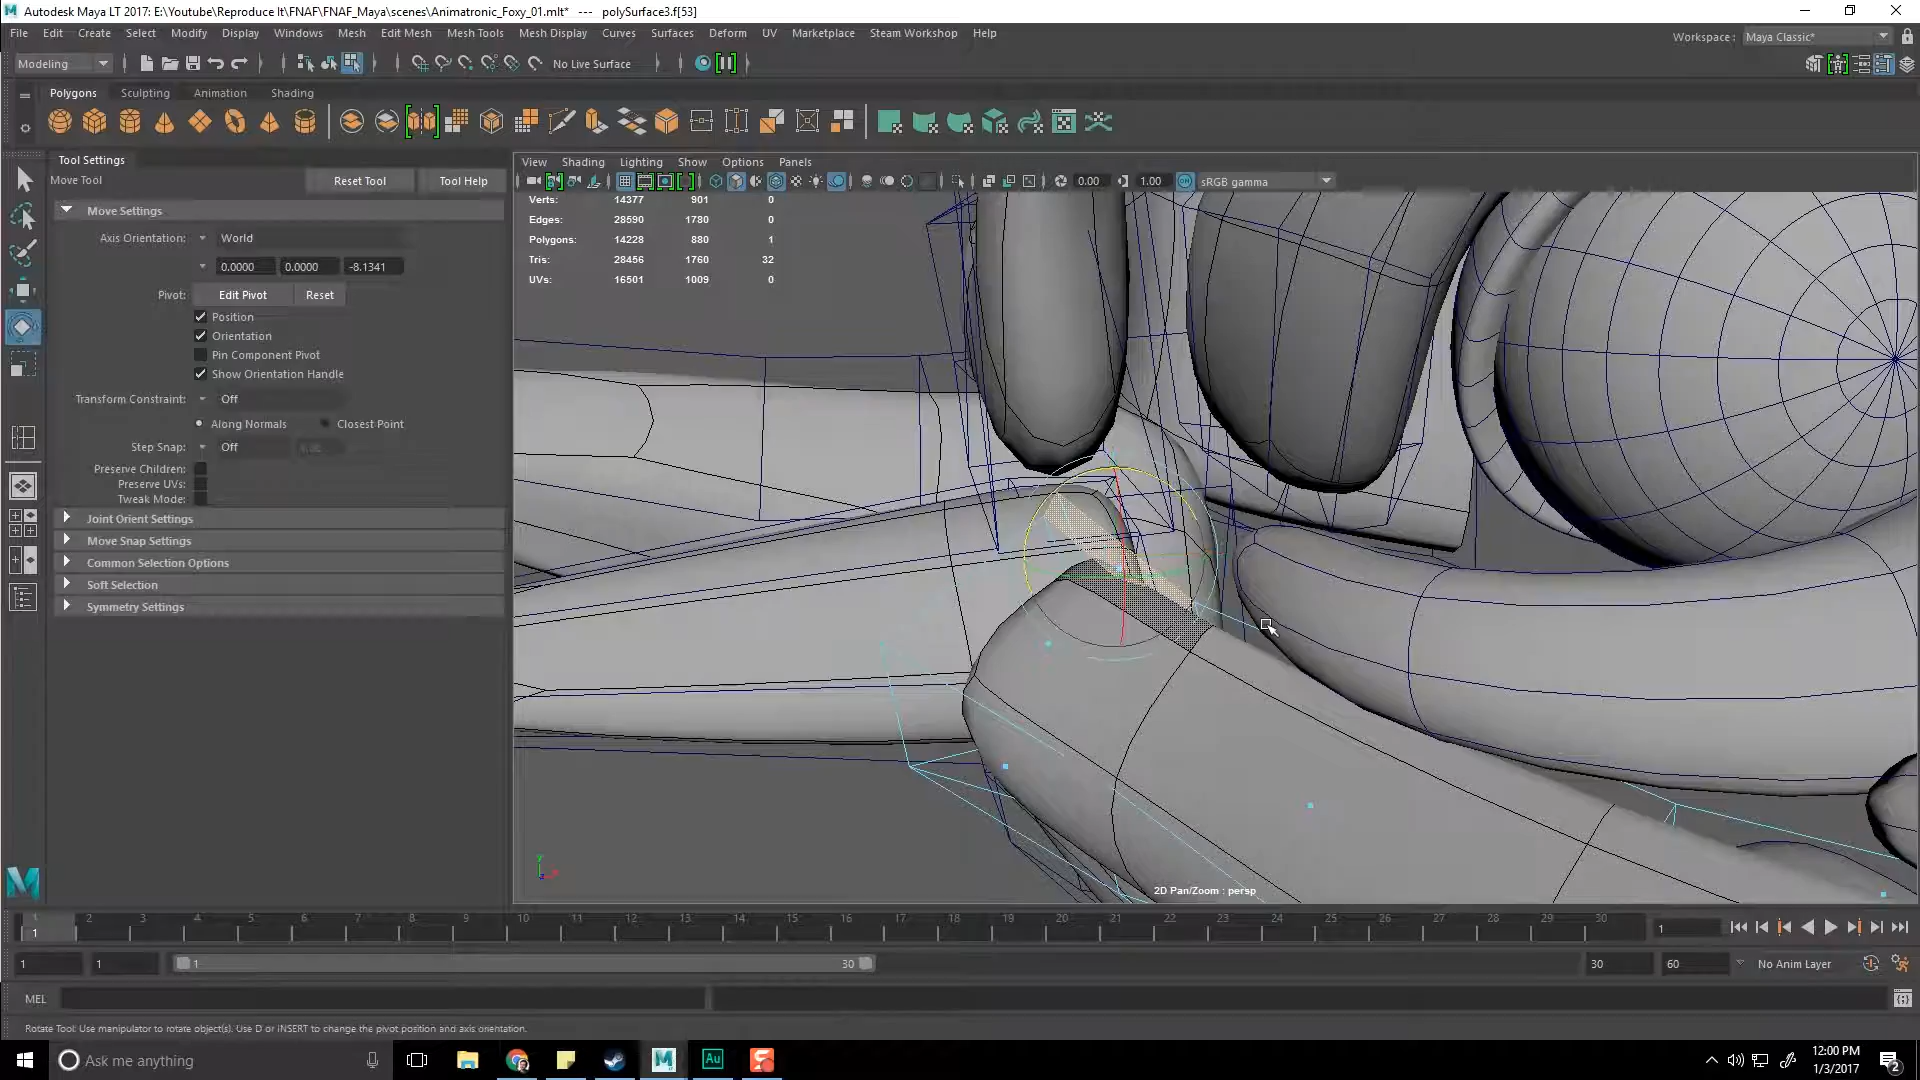 Autodesk Maya LT 2017: E:\Youtube\Reproduce It\FNAF\FNAF_Maya\scenes\Animatronic_Foxy_01.mlt*   ---   polySurface3.f[53]
File Edit Create Select Modify Display Windows Mesh Edit Mesh Mesh Tools Mesh Display Curves Surfaces Deform UV Marketplace Steam Workshop Help
Workspace : Maya Classic*
Modeling No Live Surface
Polygons Sculpting Animation Shading
Tool Settings
Move Tool Reset Tool Tool Help
Move Settings
Axis Orientation: World
0.0000 0.0000 -8.1341
Pivot: Edit Pivot Reset
Position
Orientation
Pin Component Pivot
Show Orientation Handle
Transform Constraint: Off
Along Normals Closest Point
Step Snap: Off
Preserve Children:
Preserve UVs:
Tweak Mode:
Joint Orient Settings
Move Snap Settings
Common Selection Options
Soft Selection
Symmetry Settings
View Shading Lighting Show Options Panels
0.00 1.00 ON sRGB gamma
Verts: 14377 901 0
Edges: 28590 1780 0
Polygons: 14228 880 1
Tris: 28456 1760 32
UVs: 16501 1009 0
y
2D Pan/Zoom : persp
1 2 3 4 5 6 7 8 9 10 11 12 13 14 15 16 17 18 19 20 21 22 23 24 25 26 27 28 29 30
1
1
1 1 1 30 30 60 No Anim Layer
MEL
Rotate Tool: Use manipulator to rotate object(s). Use D or INSERT to change the pivot position and axis orientation.
Ask me anything
Au
12:00 PM
1/3/2017
2